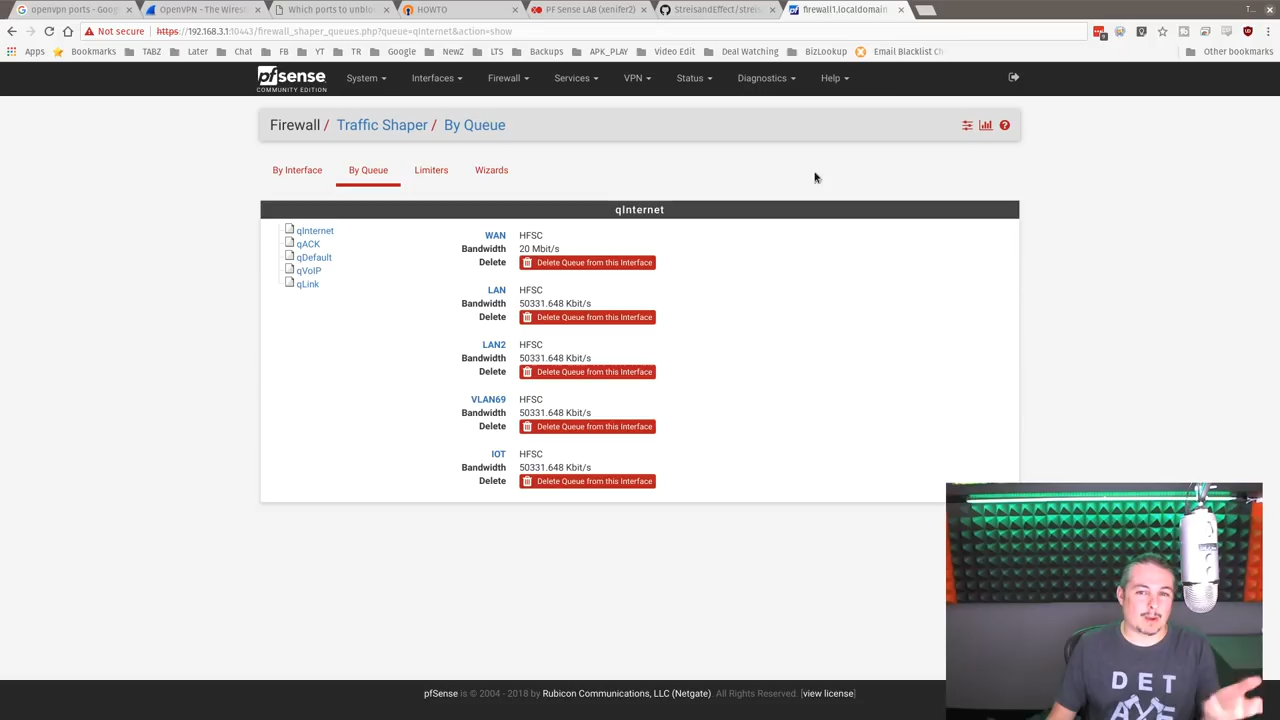 openvpn ports - Goog
OpenVPN - The Wires
Which ports to unblo
HOWTO
PF Sense LAB (xenifer2)
StreisandEffect/streis
firewall1.localdomain
T...
Not secure
https://192.168.3.1:10443/firewall_shaper_queues.php?queue=qInternet&action=show
Apps Bookmarks TABZ Later Chat FB YT TR Google NewZ LTS Backups APK_PLAY Video Edit Deal Watching BizLookup Email Blacklist Ch Other bookmarks
pfsense
COMMUNITY EDITION
System Interfaces Firewall Services VPN Status Diagnostics Help
Firewall / Traffic Shaper / By Queue
By Interface By Queue Limiters Wizards
qInternet
qInternet
qACK
qDefault
qVoIP
qLink
WAN HFSC
Bandwidth 20 Mbit/s
Delete Delete Queue from this Interface
LAN HFSC
Bandwidth 50331.648 Kbit/s
Delete Delete Queue from this Interface
LAN2 HFSC
Bandwidth 50331.648 Kbit/s
Delete Delete Queue from this Interface
VLAN69 HFSC
Bandwidth 50331.648 Kbit/s
Delete Delete Queue from this Interface
IOT HFSC
Bandwidth 50331.648 Kbit/s
Delete Delete Queue from this Interface
DET
pfSense is © 2004 - 2018 by Rubicon Communications, LLC (Netgate). All Rights Reserved. [view license]